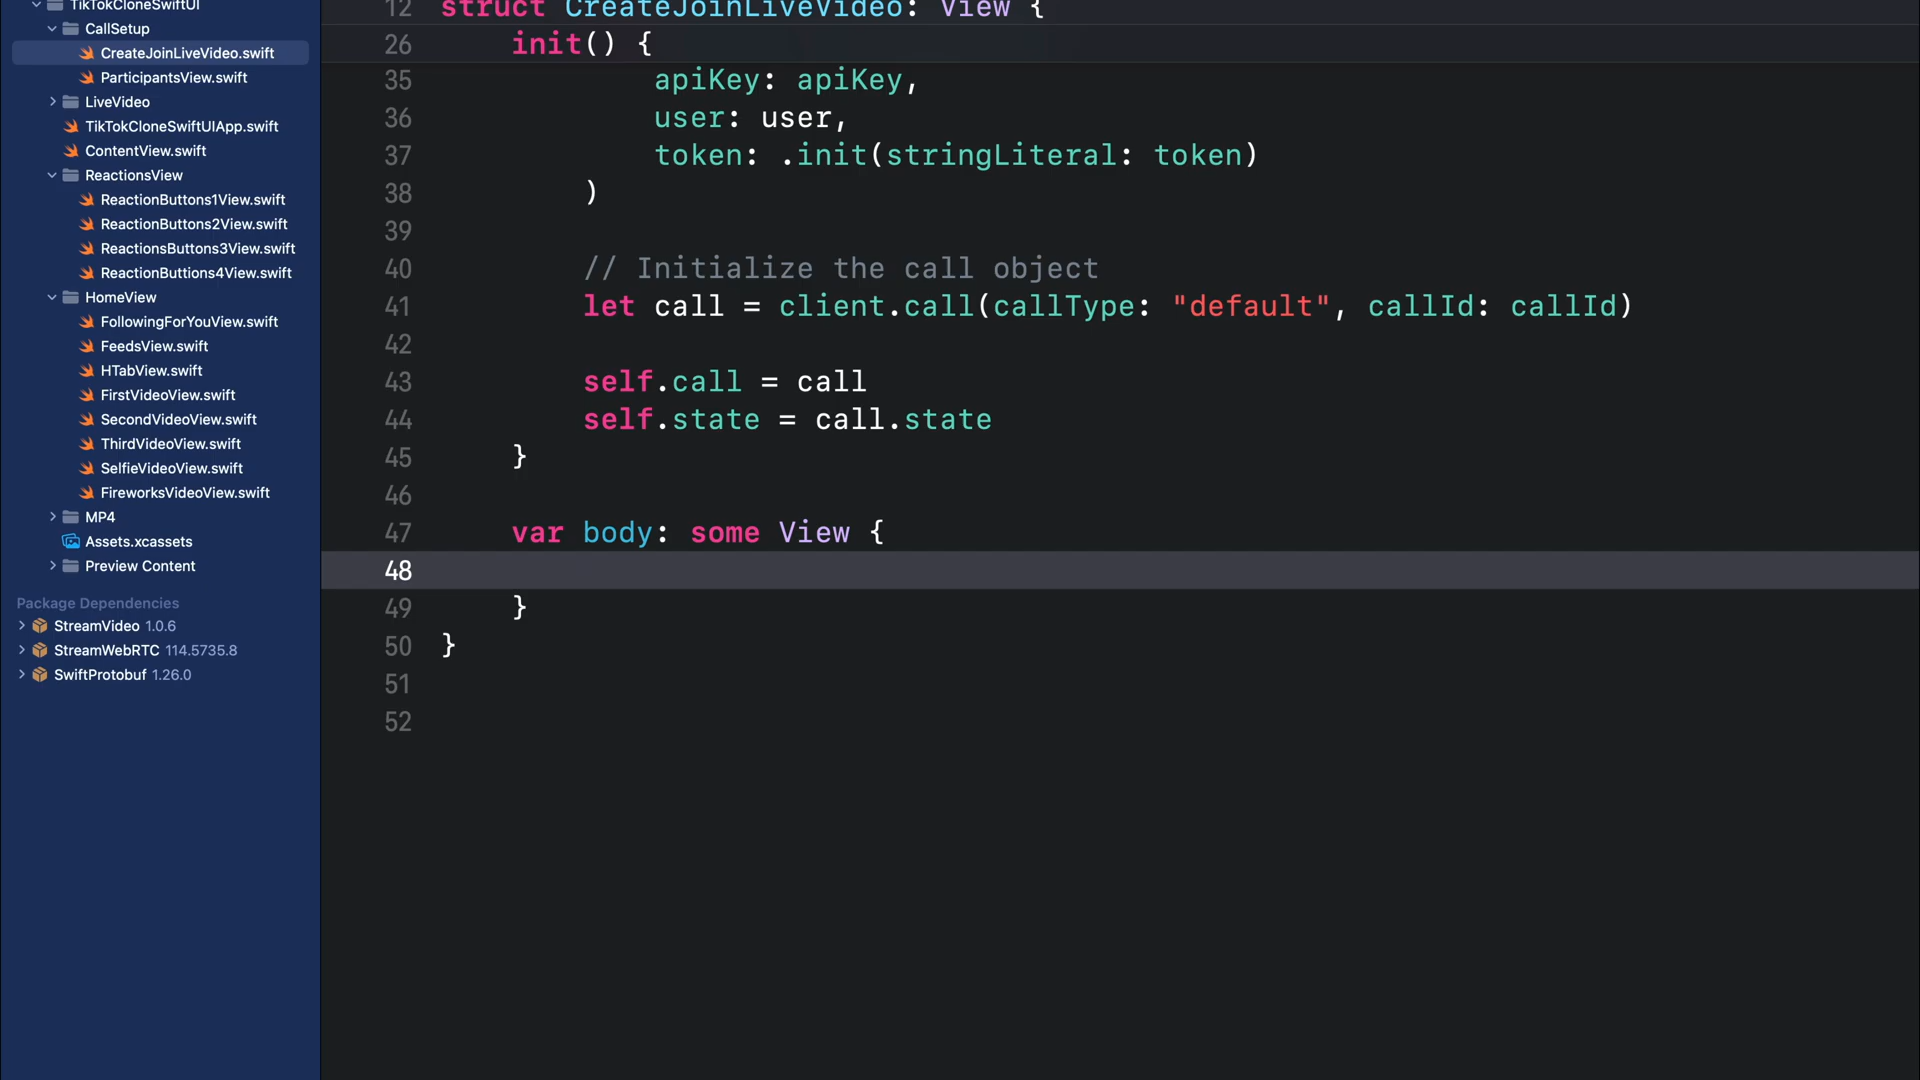 TikTokCloneSwiftUI
CallSetup
CreateJoinLiveVideo.swift
ParticipantsView.swift
LiveVideo
TikTokCloneSwiftUIApp.swift
ContentView.swift
ReactionsView
ReactionButtons1View.swift
ReactionButtons2View.swift
ReactionsButtons3View.swift
ReactionButtions4View.swift
HomeView
FollowingForYouView.swift
FeedsView.swift
HTabView.swift
FirstVideoView.swift
SecondVideoView.swift
ThirdVideoView.swift
SelfieVideoView.swift
FireworksVideoView.swift
MP4
Assets.xcassets
Preview Content
Package Dependencies
StreamVideo 1.0.6
StreamWebRTC 114.5735.8
SwiftProtobuf 1.26.0
12 struct CreateJoinLiveVideo: View {
26 init() {
35 apiKey: apiKey,
36 user: user,
37 token: .init(stringLiteral: token)
38 )
39
40 // Initialize the call object
41 let call = client.call(callType: "default", callId: callId)
42
43 self.call = call
44 self.state = call.state
45 }
46
47 var body: some View {
48
49 }
50 }
51
52